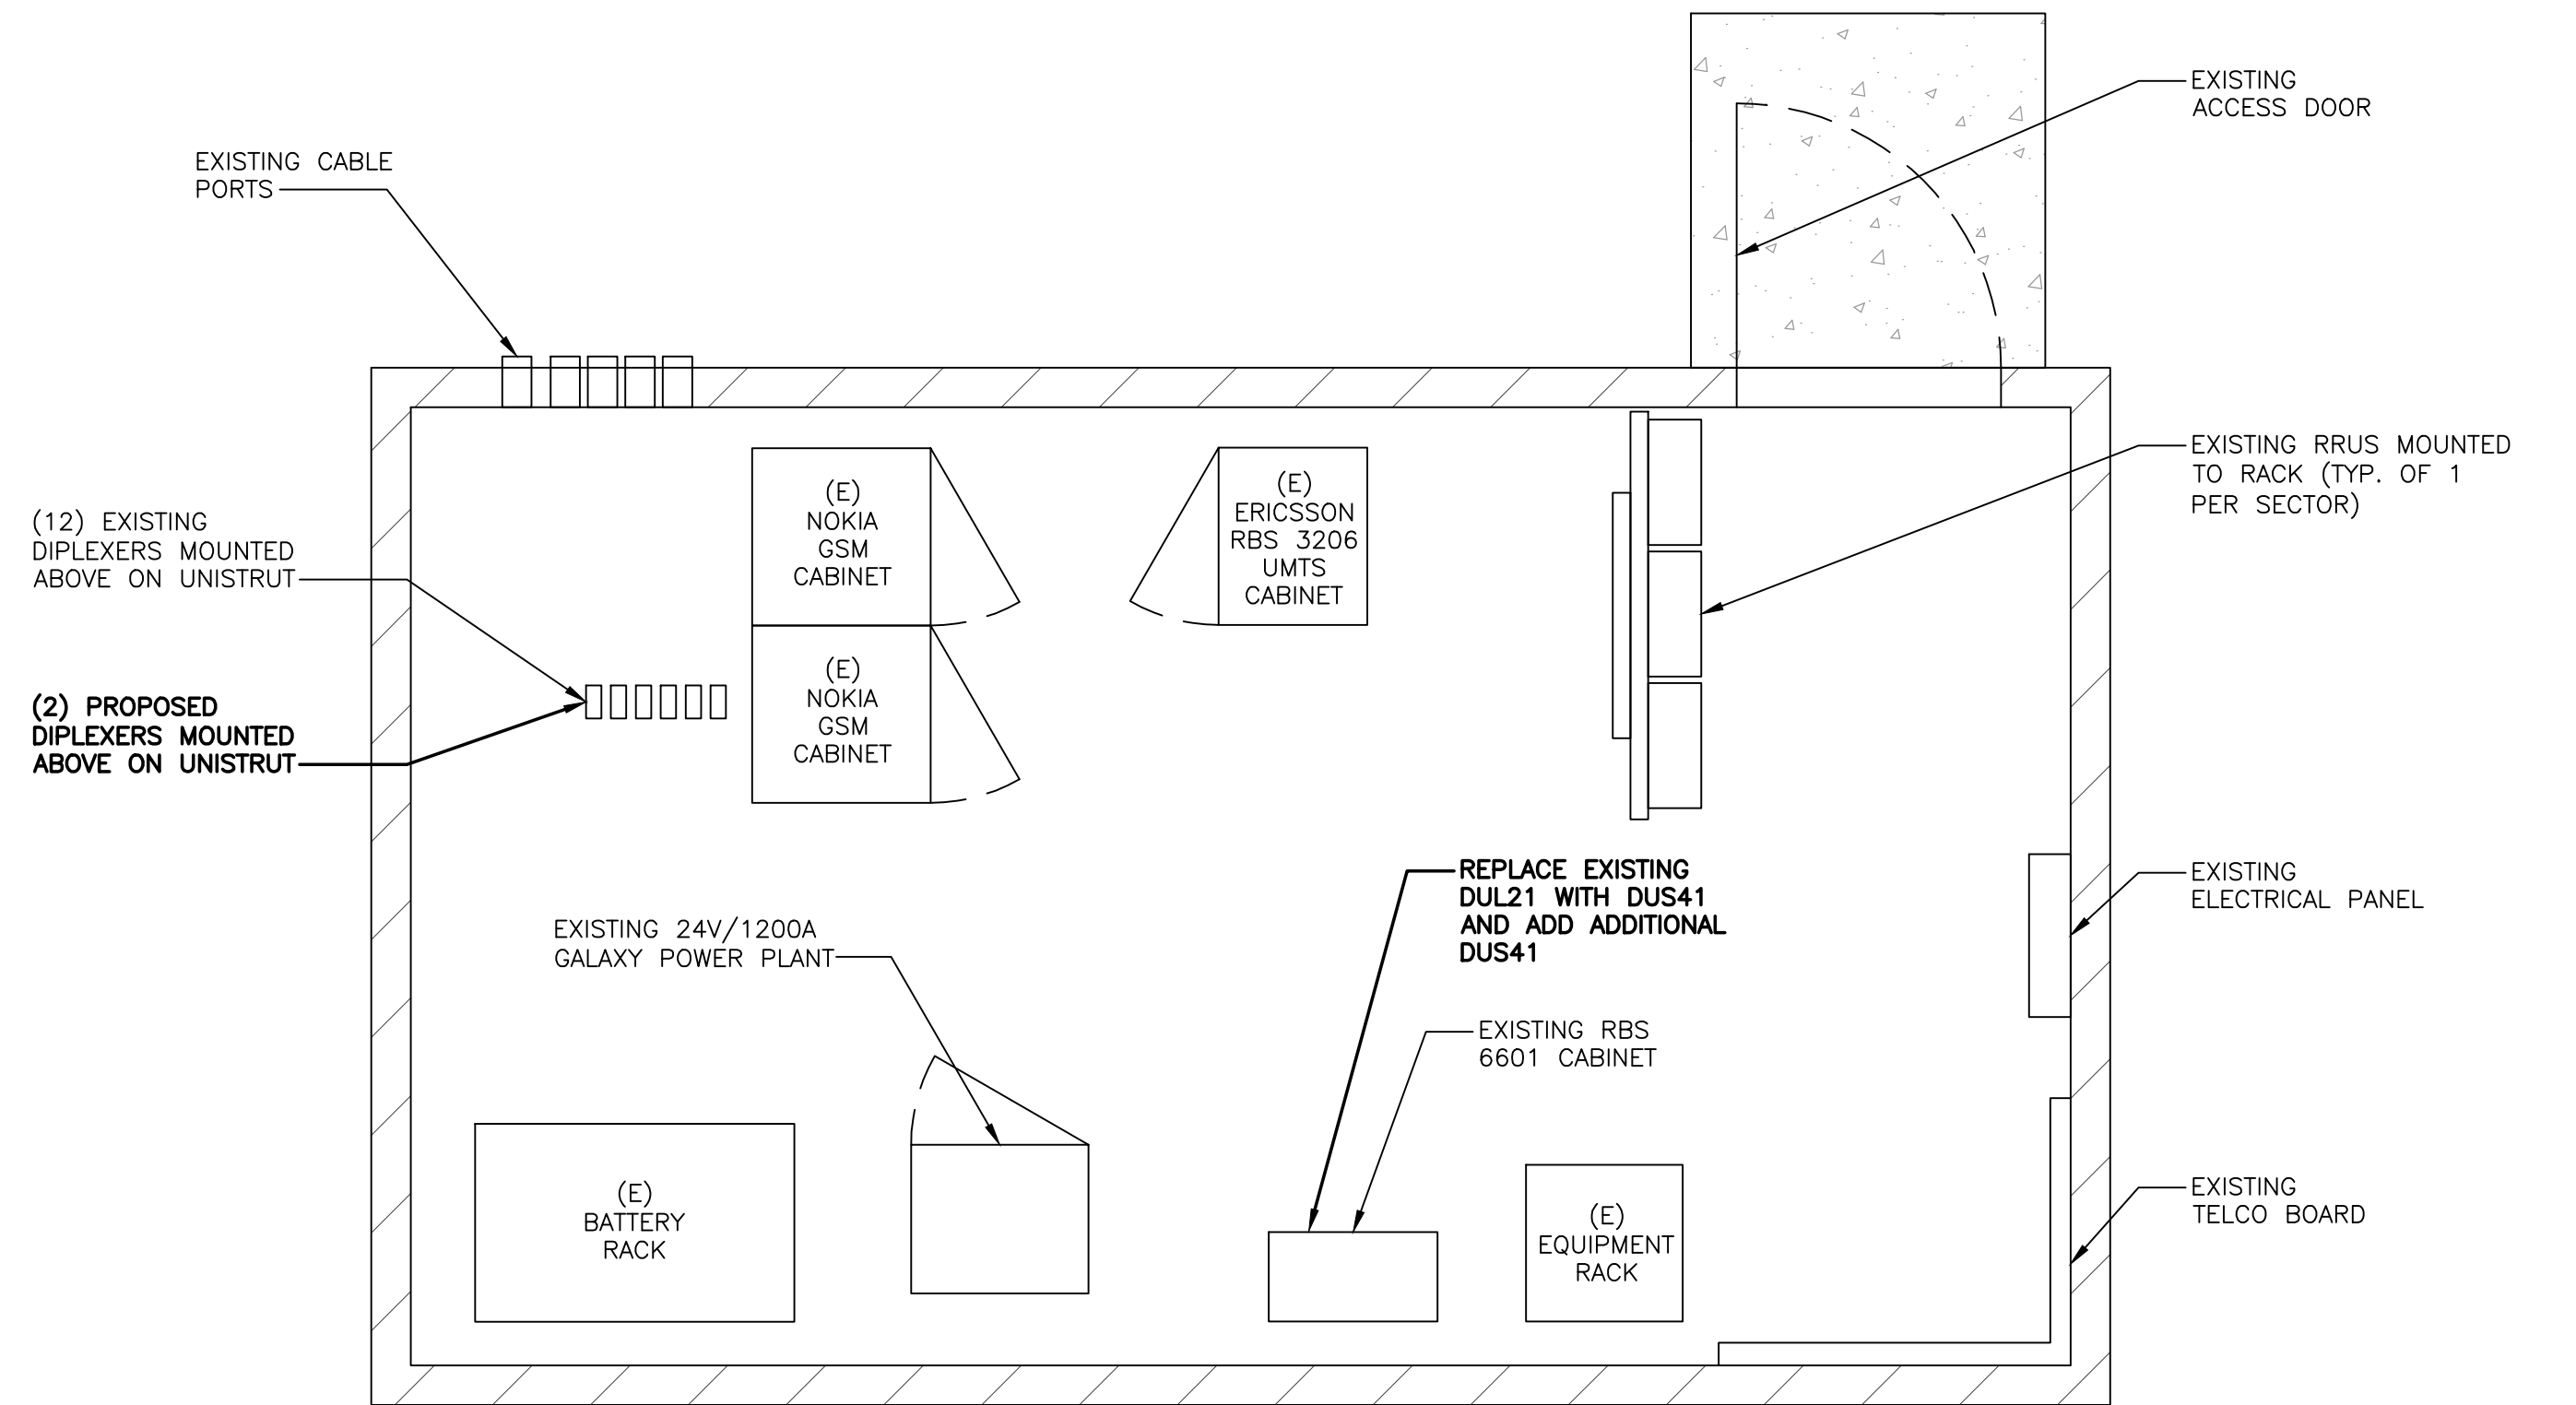 EXISTING
ACCESS DOOR
EXISTING CABLE
PORTS
EXISTING RRUS MOUNTED
TO RACK (TYP. OF 1
PER SECTOR)
(E)
NOKIA
GSM
CABINET
(E)
ERICSSON
RBS 3206
UMTS
CABINET
(12) EXISTING
DIPLEXERS MOUNTED
ABOVE ON UNISTRUT
(E)
NOKIA
GSM
CABINET
(2) PROPOSED
DIPLEXERS MOUNTED
ABOVE ON UNISTRUT
REPLACE EXISTING
DUL21 WITH DUS41
AND ADD ADDITIONAL
DUS41
EXISTING
ELECTRICAL PANEL
EXISTING 24V/1200A
GALAXY POWER PLANT
EXISTING RBS
6601 CABINET
(E)
BATTERY
RACK
(E)
EQUIPMENT
RACK
EXISTING
TELCO BOARD